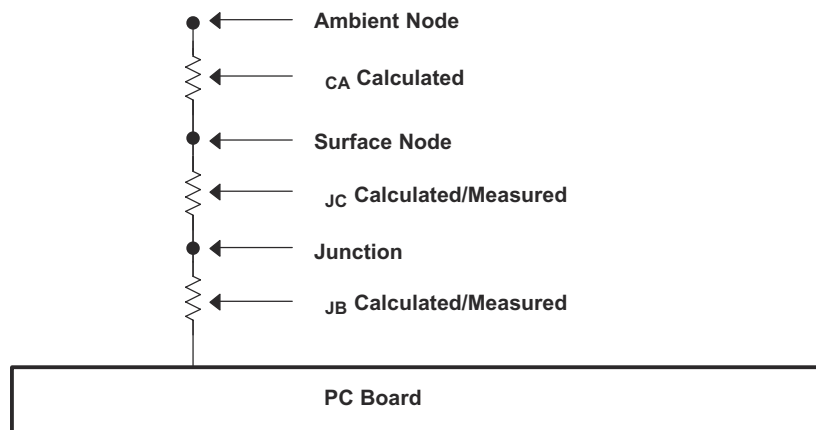 Ambient Node
CA Calculated
Surface Node
JC Calculated/Measured
Junction
JB Calculated/Measured
PC Board